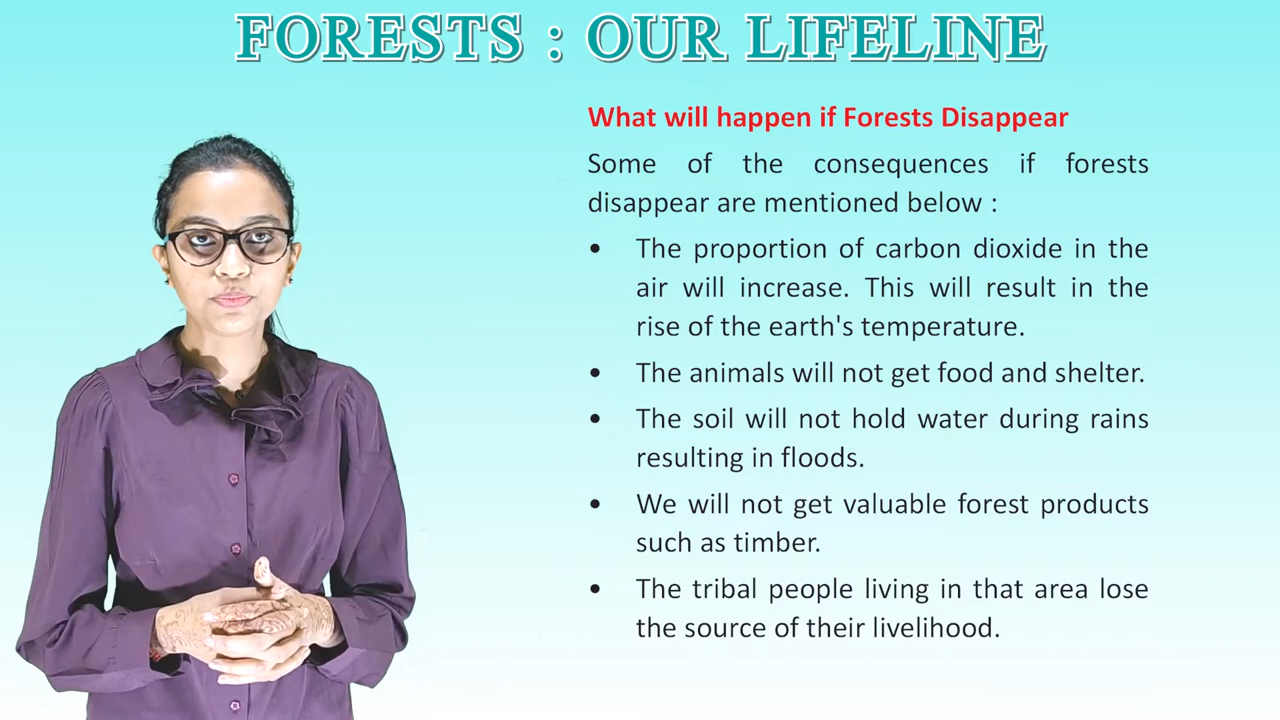 FORESTS : OUR LIFELINE
What will happen if Forests Disappear
Some of the consequences if forests
disappear are mentioned below :
• The proportion of carbon dioxide in the
air will increase. This will result in the
rise of the earth's temperature.
• The animals will not get food and shelter.
• The soil will not hold water during rains
resulting in floods.
• We will not get valuable forest products
such as timber.
• The tribal people living in that area lose
the source of their livelihood.